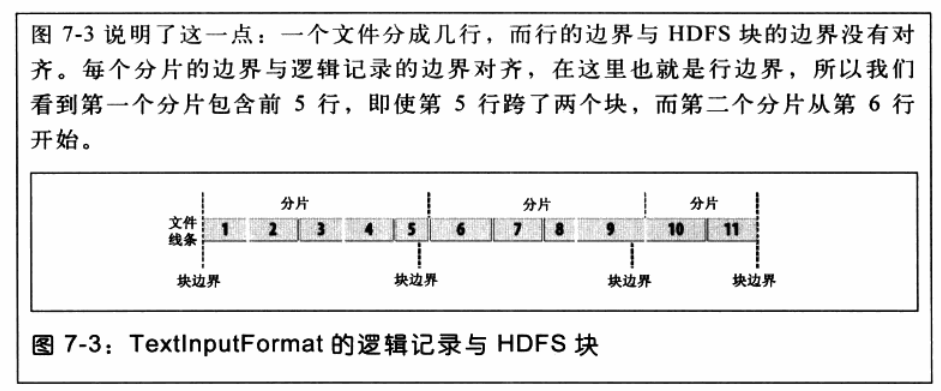 图 7-3 说明了这一点：一个文件分成几行，而行的边界与 HDFS 块的边界没有对
齐。每个分片的边界与逻辑记录的边界对齐，在这里也就是行边界，所以我们
看到第一个分片包含前 5 行，即使第 5 行跨了两个块，而第二个分片从第 6 行
开始。
分片 分片 分片
文件
线条
1 2 3 4 5 6 7 8 9 10 11
块边界 块边界 块边界 块边界
图 7-3：TextInputFormat 的逻辑记录与 HDFS 块